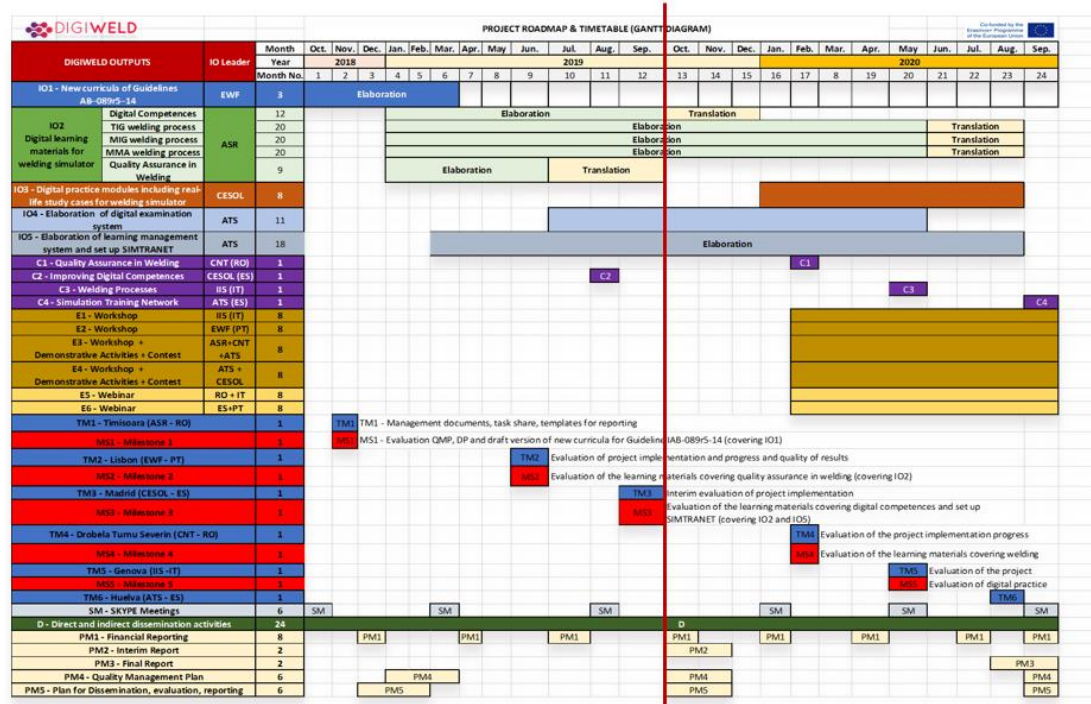 DIGIWELD PROJECT ROADMAP & TIMETABLE (GANTT DIAGRAM) Co-funded by the
Erasmus+ Programme
of the European Union
DIGIWELD OUTPUTS IO Leader Month Oct. Nov. Dec. Jan. Feb. Mar. Apr. May Jun. Jul. Aug. Sep. Oct. Nov. Dec. Jan. Feb. Mar. Apr. May Jun. Jul. Aug. Sep.
Year 2018 2019 2020
Month No. 1 2 3 4 5 6 7 8 9 10 11 12 13 14 15 16 17 18 19 20 21 22 23 24
IO1 - New curricula of Guidelines
AB-089r5-14 EWF 3 Elaboration
IO2
Digital learning
materials for
welding simulator
ASR
Digital Competences 12 Elaboration Translation
TIG welding process 20 Elaboration Translation
MIG welding process 20 Elaboration Translation
MMA welding process 20 Elaboration Translation
Quality Assurance in
Welding 9 Elaboration Translation
IO3 - Digital practice modules including real-
life study cases for welding simulator CESOL 8
IO4 - Elaboration of digital examination
system ATS 11
IO5 - Elaboration of learning management
system and set up SIMTRANET ATS 18 Elaboration
C1 - Quality Assurance in Welding CNT (RO) 1 C1
C2 - Improving Digital Competences CESOL (ES) 1 C2
C3 - Welding Processes IIS (IT) 1 C3
C4 - Simulation Training Network ATS (ES) 1 C4
E1 - Workshop IIS (IT) 8
E2 - Workshop EWF (PT) 8
E3 - Workshop +
Demonstrative Activities + Contest ASR+CNT
+ATS 8
E4 - Workshop +
Demonstrative Activities + Contest ATS +
CESOL 8
E5 - Webinar RO + IT 8
E6 - Webinar ES+PT 8
TM1 - Timisoara (ASR - RO) 1 TM1 TM1 - Management documents, task share, templates for reporting
MS1 - Milestone 1 1 MS1 MS1 - Evaluation QMP, DP and draft version of new curricula for Guideline IAB-089r5-14 (covering IO1)
TM2 - Lisbon (EWF - PT) 1 TM2 Evaluation of project implementation and progress and quality of results
MS2 - Milestone 2 1 MS2 Evaluation of the learning materials covering quality assurance in welding (covering IO2)
TM3 - Madrid (CESOL - ES) 1 TM3 Interim evaluation of project implementation
MS3 - Milestone 3 1 MS3 Evaluation of the learning materials covering digital competences and set up
SIMTRANET (covering IO2 and IO5)
TM4 - Drobela Turnu Severin (CNT - RO) 1 TM4 Evaluation of the project implementation progress
MS4 - Milestone 4 1 MS4 Evaluation of the learning materials covering welding
TM5 - Genova (IIS -IT) 1 TM5 Evaluation of the project
MS5 - Milestone 5 1 MS5 Evaluation of digital practice
TM6 - Huelva (ATS - ES) 1 TM6
SM - SKYPE Meetings 6 SM SM SM SM SM SM
D - Direct and indirect dissemination activities 24 D
PM1 - Financial Reporting 8 PM1 PM1 PM1 PM1 PM1 PM1 PM1 PM1
PM2 - Interim Report 2 PM2
PM3 - Final Report 2 PM3
PM4 - Quality Management Plan 6 PM4 PM4 PM4
PM5 - Plan for Dissemination, evaluation, reporting 6 PM5 PM5 PM5